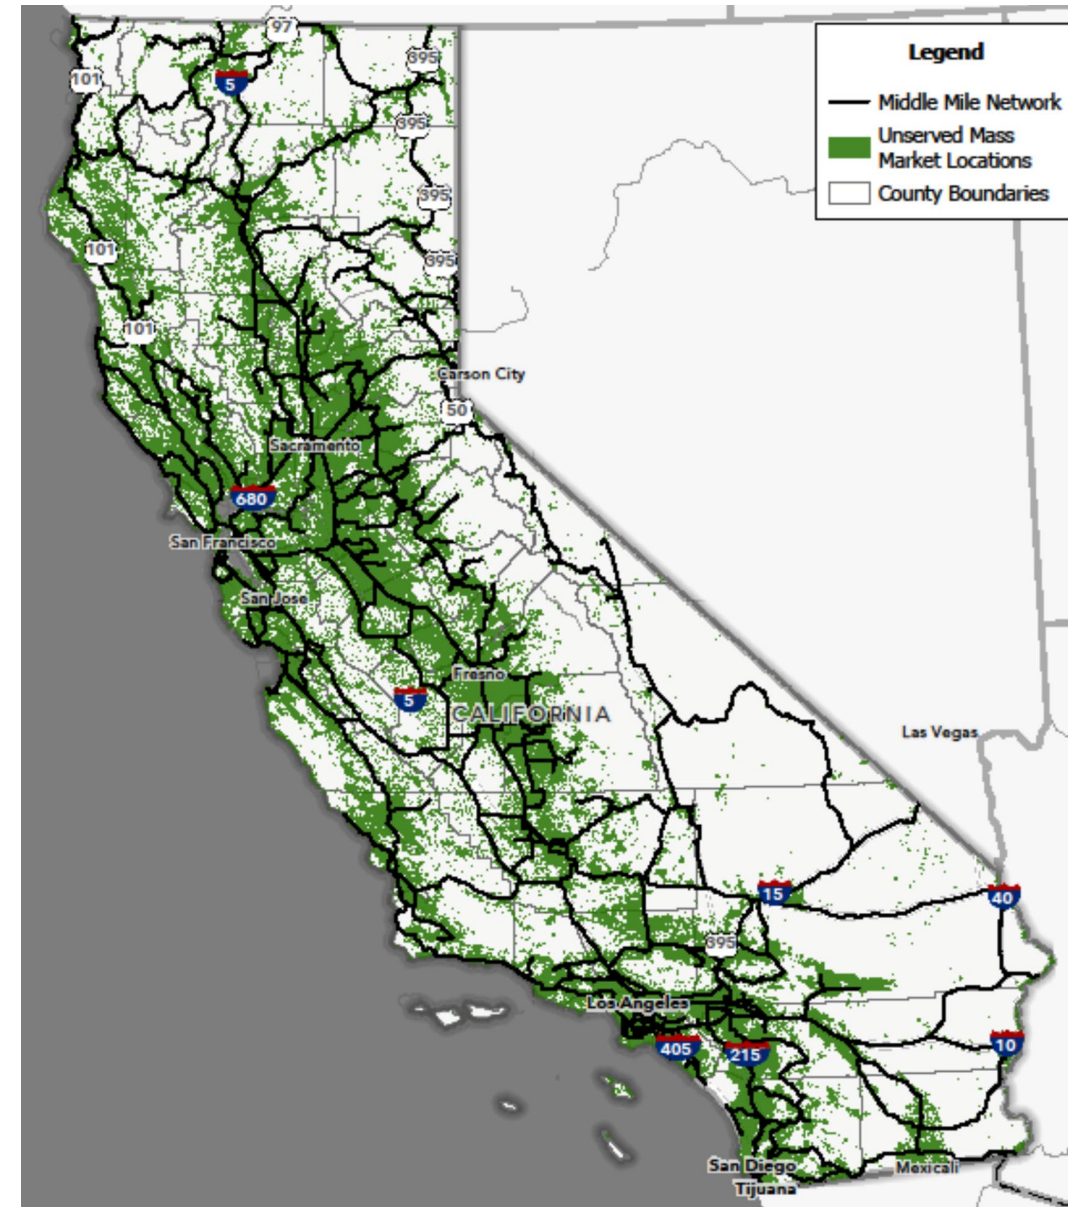 Legend
Middle Mile Network
Unserved Mass
Market Locations
County Boundaries
97
395
101
5
395
395
101
395
101
Carson City
50
Sacramento
680
San Francisco
San Jose
Fresno
5
CALIFORNIA
Las Vegas
15
40
395
Los Angeles
405
215
10
San Diego
Mexicali
Tijuana